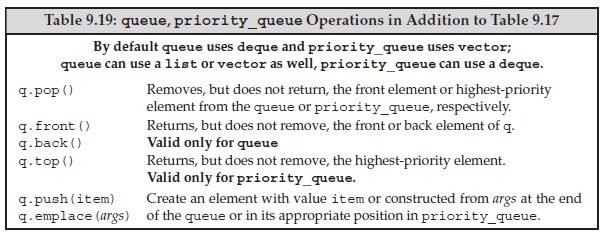 Table 9.19: queue, priority_queue Operations in Addition to Table 9.17
By default queue uses deque and priority_queue uses vector;
queue can use a list or vector as well, priority_queue can use a deque.
q.pop() Removes, but does not return, the front element or highest-priority
element from the queue or priority_queue, respectively.
q.front() Returns, but does not remove, the front or back element of q.
q.back() Valid only for queue
q.top() Returns, but does not remove, the highest-priority element.
Valid only for priority_queue.
q.push(item) Create an element with value item or constructed from args at the end
q.emplace(args) of the queue or in its appropriate position in priority_queue.